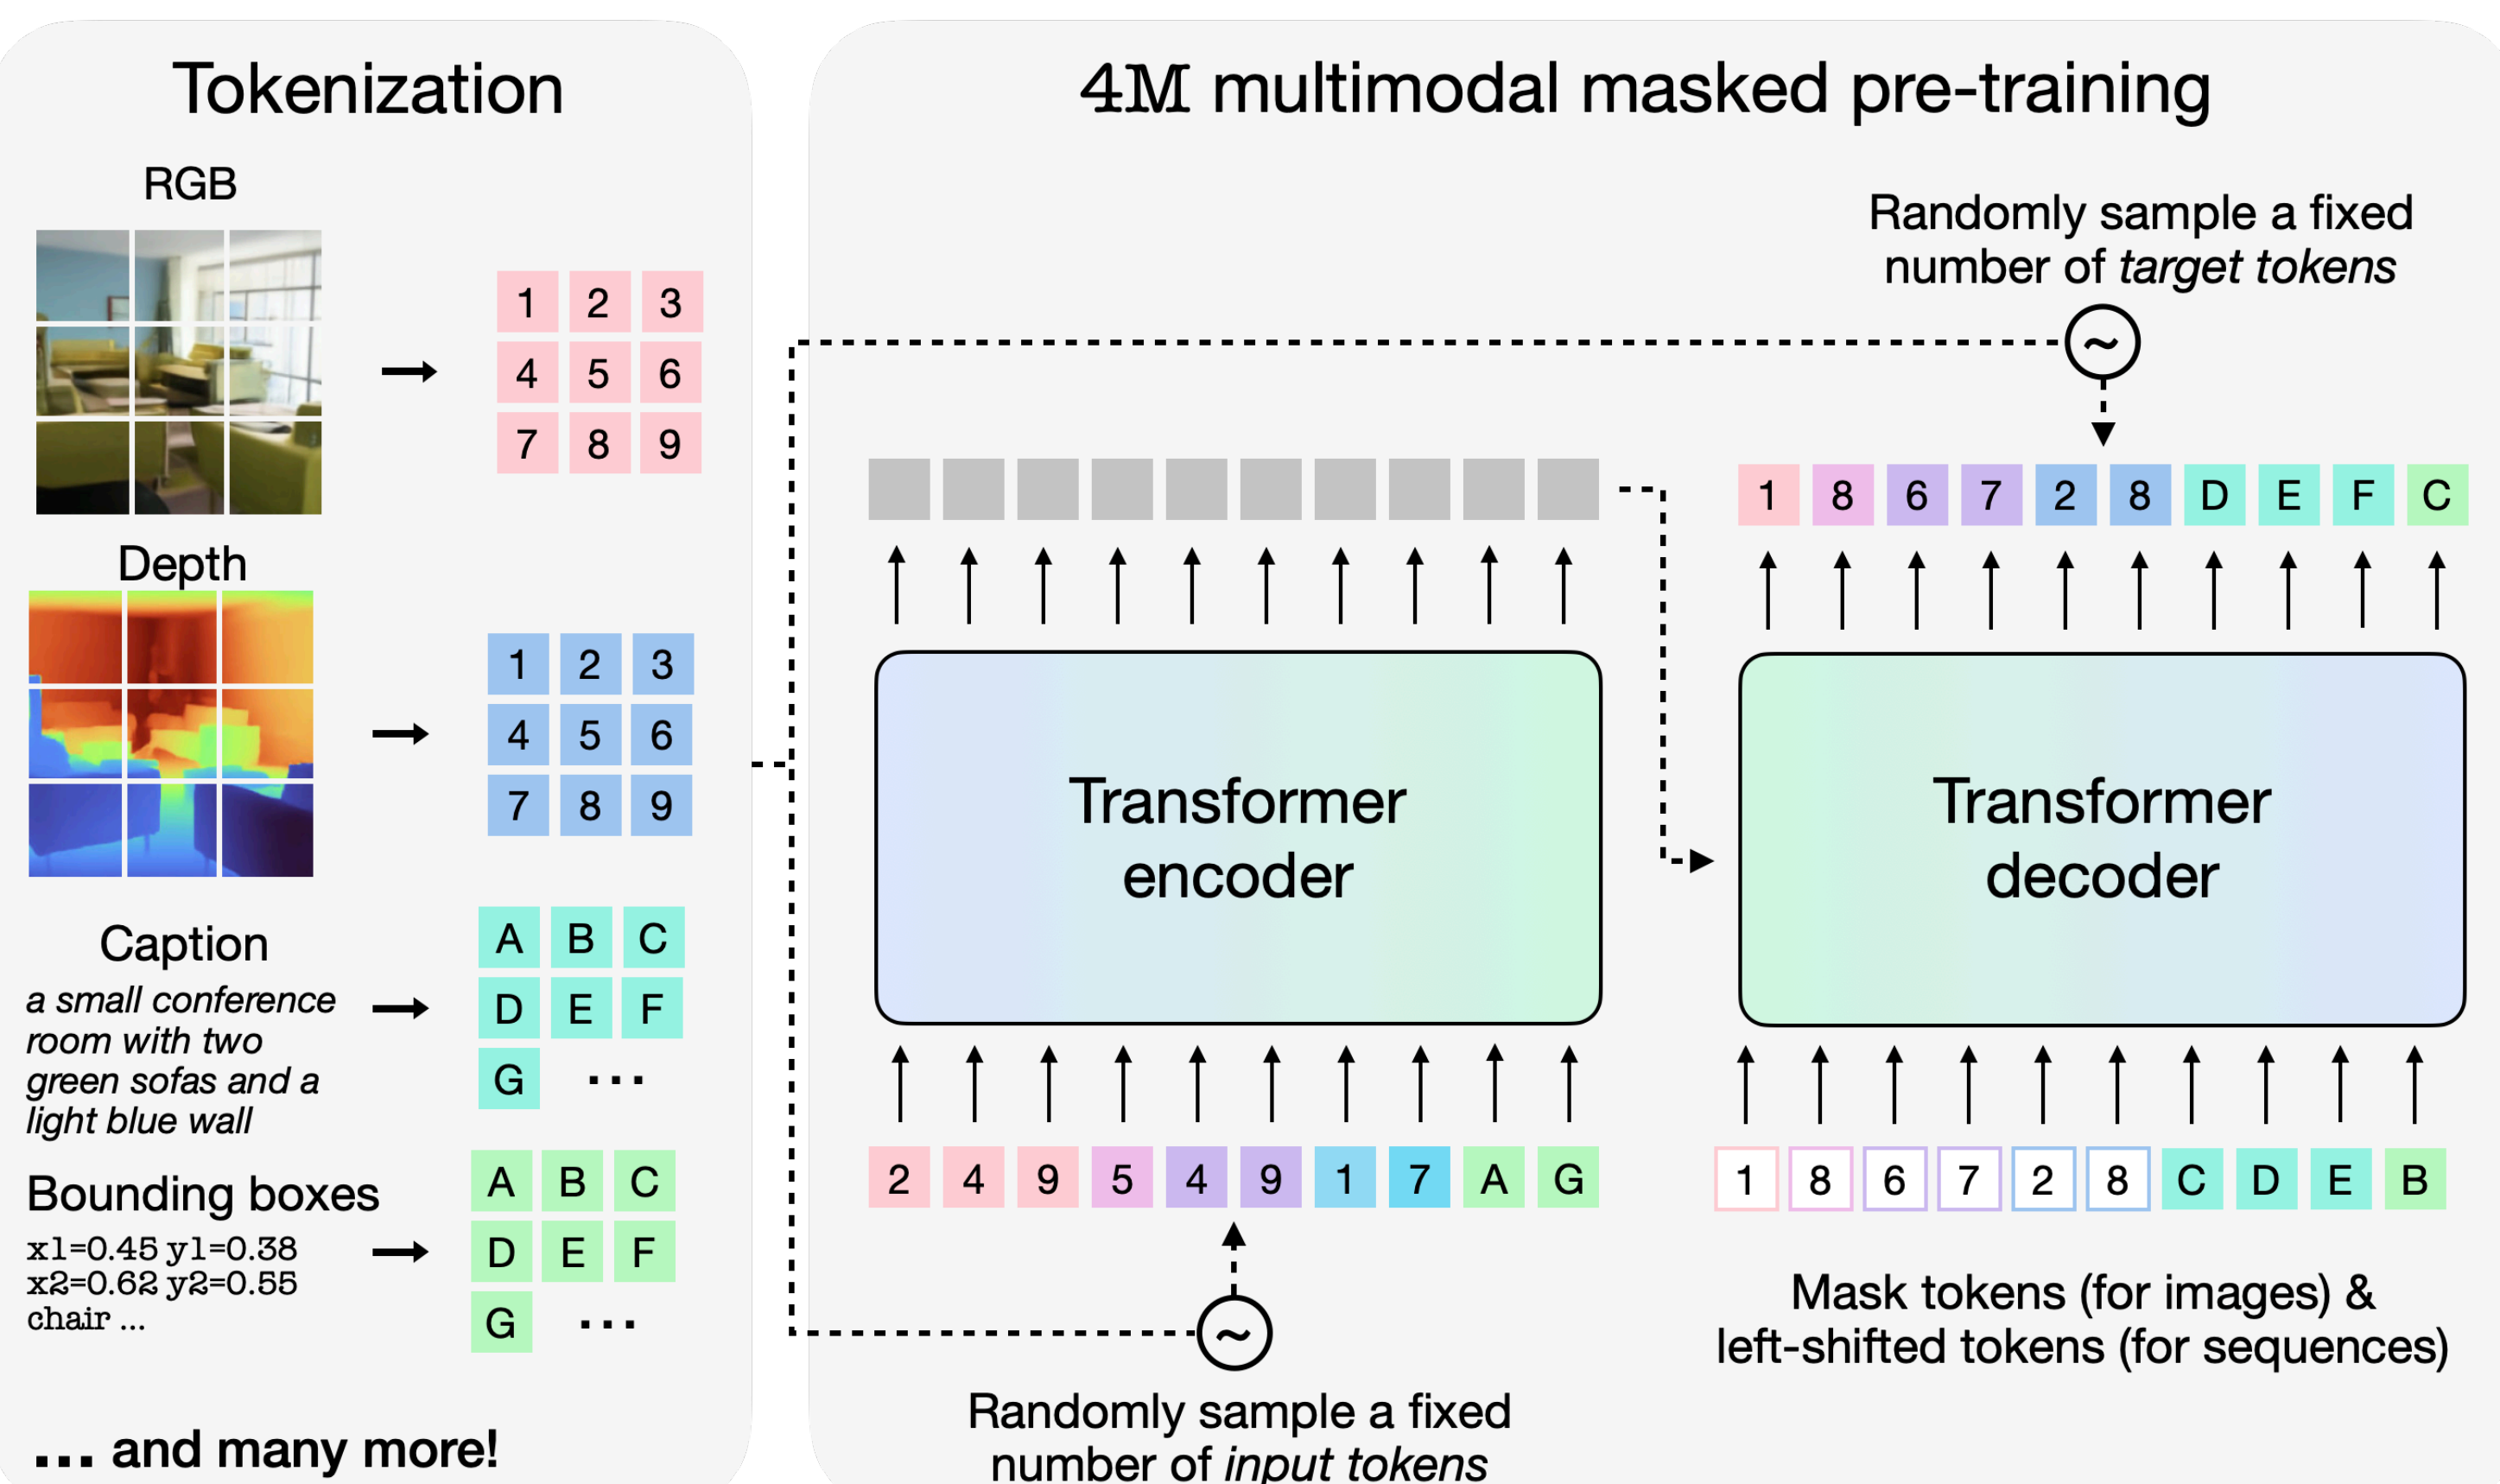 Tokenization
RGB
1 2 3
4 5 6
7 8 9
Depth
1 2 3
4 5 6
7 8 9
Caption
a small conference
room with two
green sofas and a
light blue wall
A B C
D E F
G ...
Bounding boxes
x1=0.45 y1=0.38
x2=0.62 y2=0.55
chair ...
A B C
D E F
G ...
... and many more!
4M multimodal masked pre-training
Randomly sample a fixed
number of target tokens
~
1 8 6 7 2 8 D E F C
Transformer
encoder
Transformer
decoder
2 4 9 5 4 9 1 7 A G
1 8 6 7 2 8 C D E B
~
Randomly sample a fixed
number of input tokens
Mask tokens (for images) &
left-shifted tokens (for sequences)